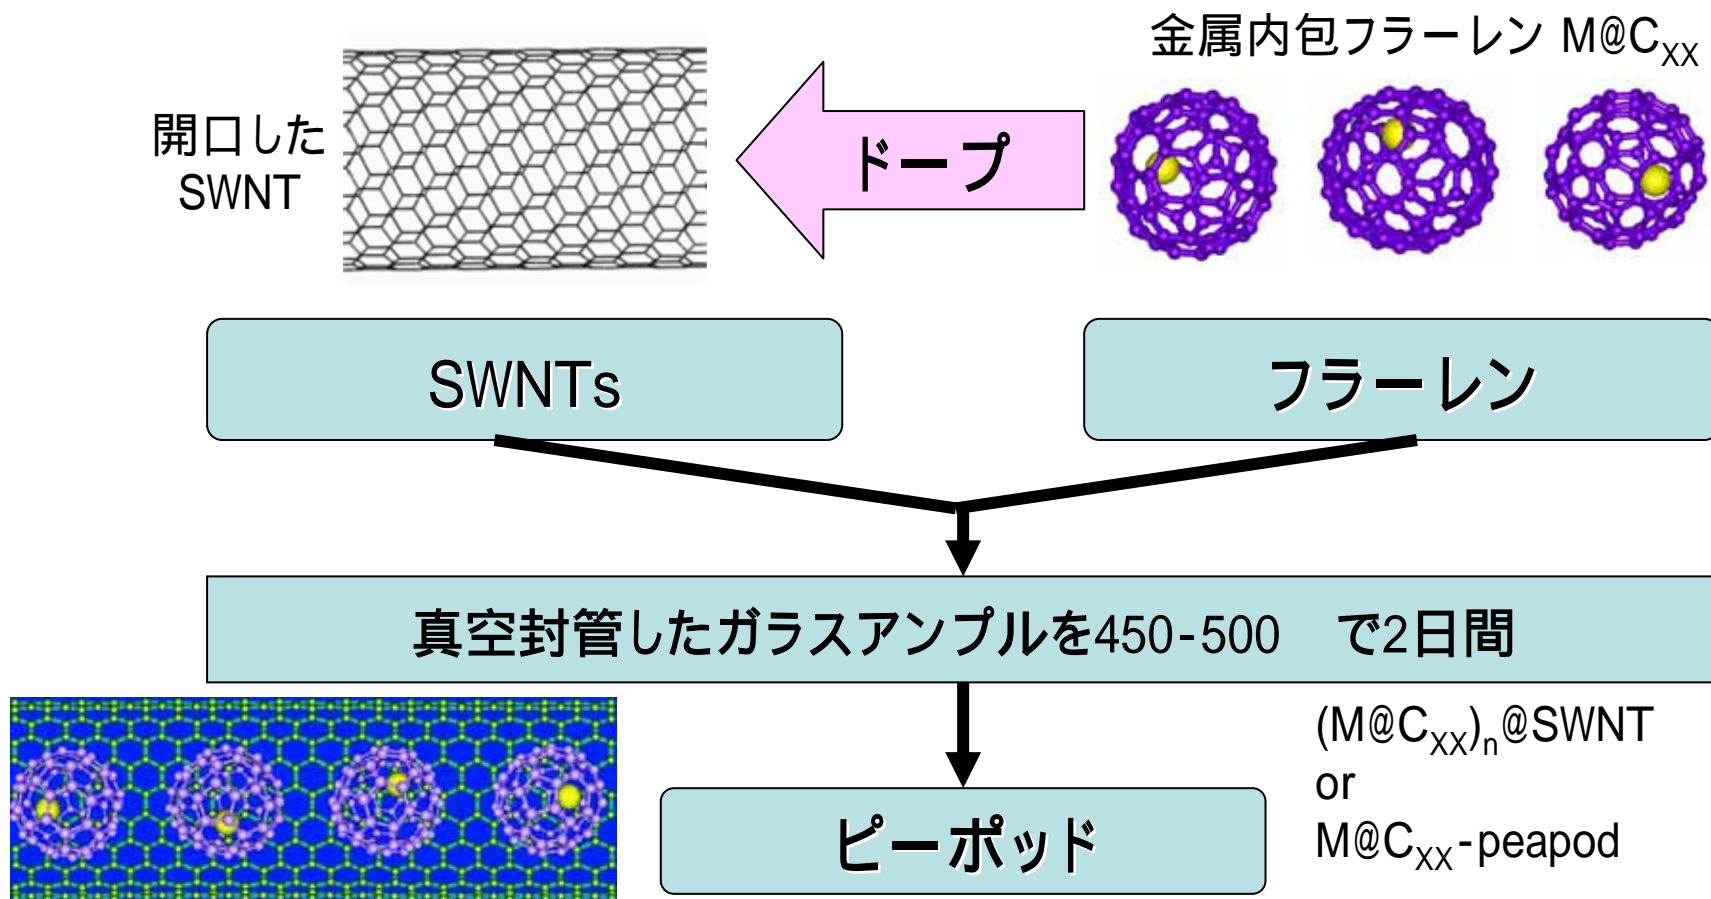 金属内包フラーレン M@CXX
開口した
SWNT
ドープ
SWNTs
フラーレン
真空封管したガラスアンプルを450-500　で2日間
(M@CXX)n@SWNT
or
M@CXX-peapod
ピーポッド